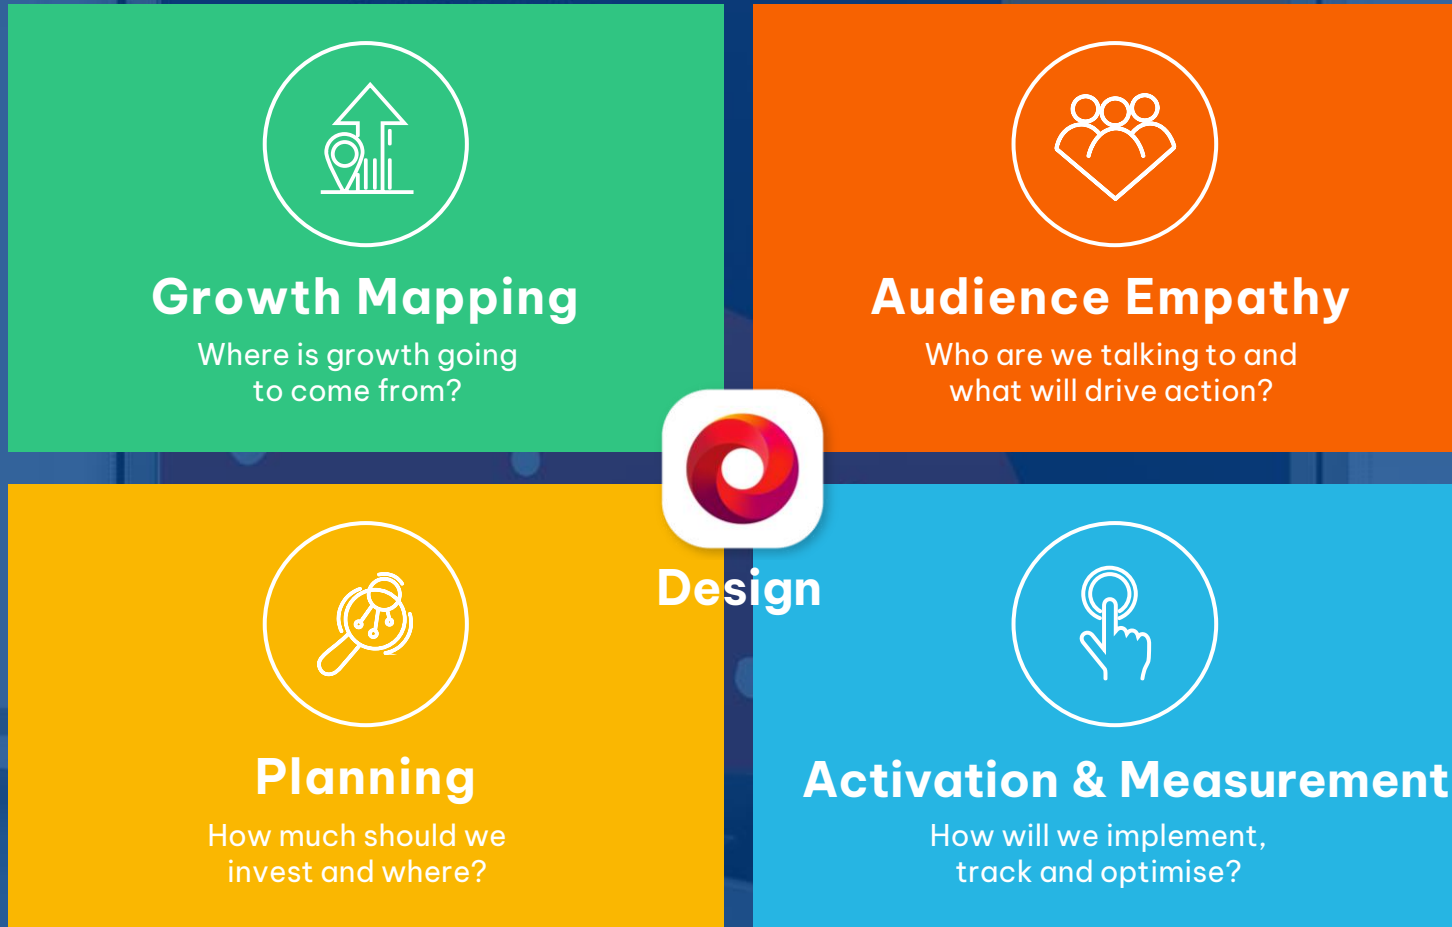 Growth Mapping
Where is growth going
to come from?
Audience Empathy
Who are we talking to and
what will drive action?
Design
Planning
How much should we
invest and where?
Activation & Measurement
How will we implement,
track and optimise?